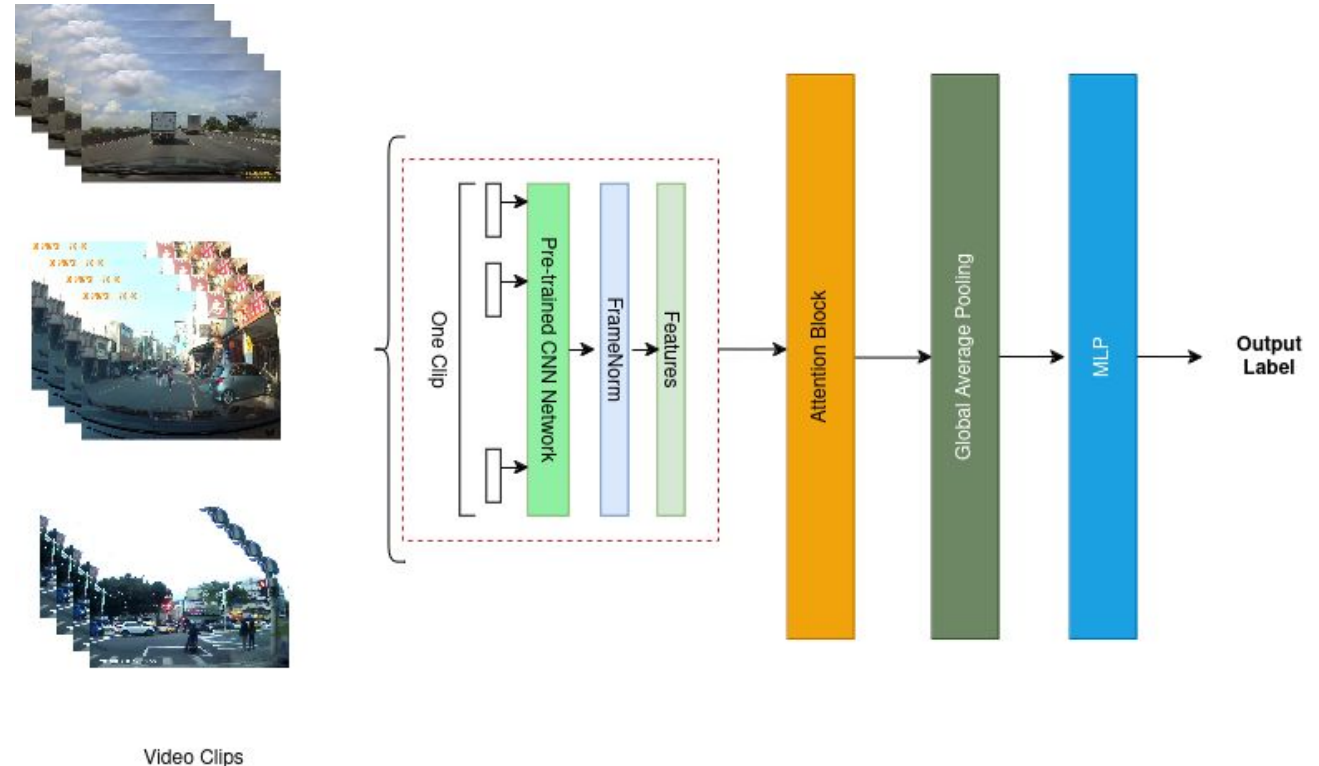 One Clip
Pre-trained CNN Network
FrameNorm
Features
Attention Block
Global Average Pooling
MLP
Output
Label
Video Clips